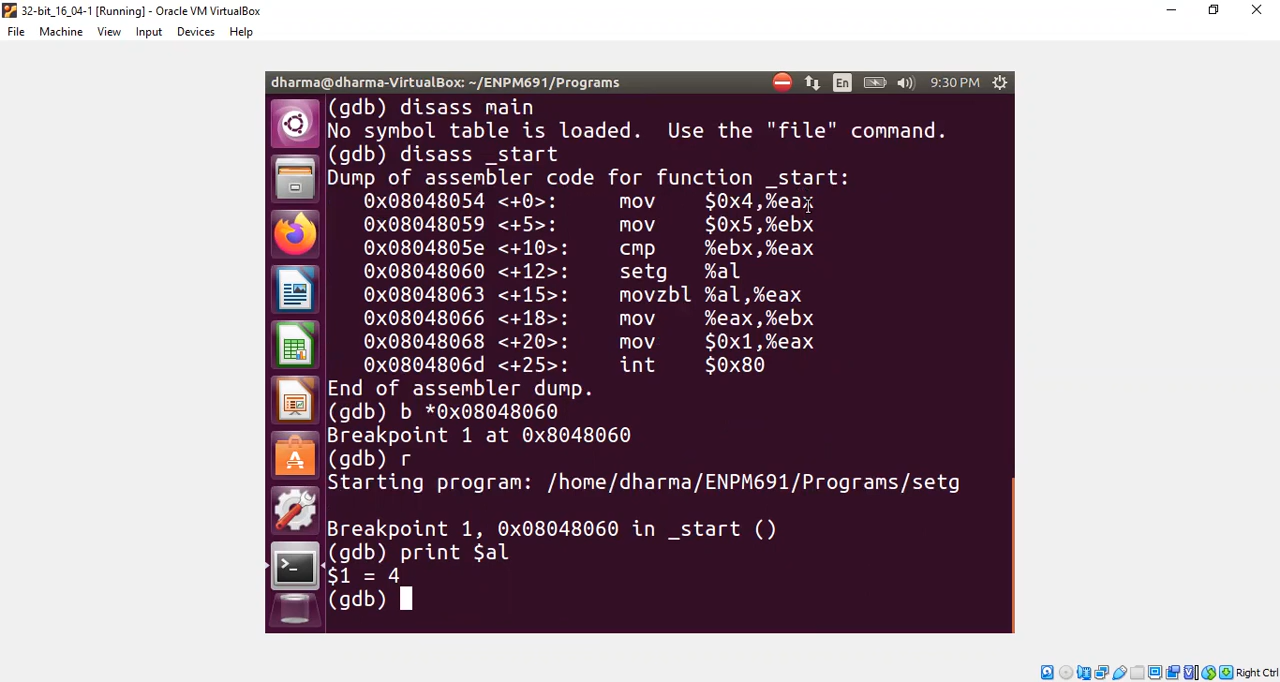 32-bit_16_04-1 [Running] - Oracle VM VirtualBox
File Machine View Input Devices Help
dharma@dharma-VirtualBox: ~/ENPM691/Programs En 9:30 PM
(gdb) disass main
No symbol table is loaded.  Use the "file" command.
(gdb) disass _start
Dump of assembler code for function _start:
   0x08048054 <+0>:     mov    $0x4,%eax
   0x08048059 <+5>:     mov    $0x5,%ebx
   0x0804805e <+10>:    cmp    %ebx,%eax
   0x08048060 <+12>:    setg   %al
   0x08048063 <+15>:    movzbl %al,%eax
   0x08048066 <+18>:    mov    %eax,%ebx
   0x08048068 <+20>:    mov    $0x1,%eax
   0x0804806d <+25>:    int    $0x80
End of assembler dump.
(gdb) b *0x08048060
Breakpoint 1 at 0x8048060
(gdb) r
Starting program: /home/dharma/ENPM691/Programs/setg
Breakpoint 1, 0x08048060 in _start ()
(gdb) print $al
$1 = 4
(gdb)
Right Ctrl